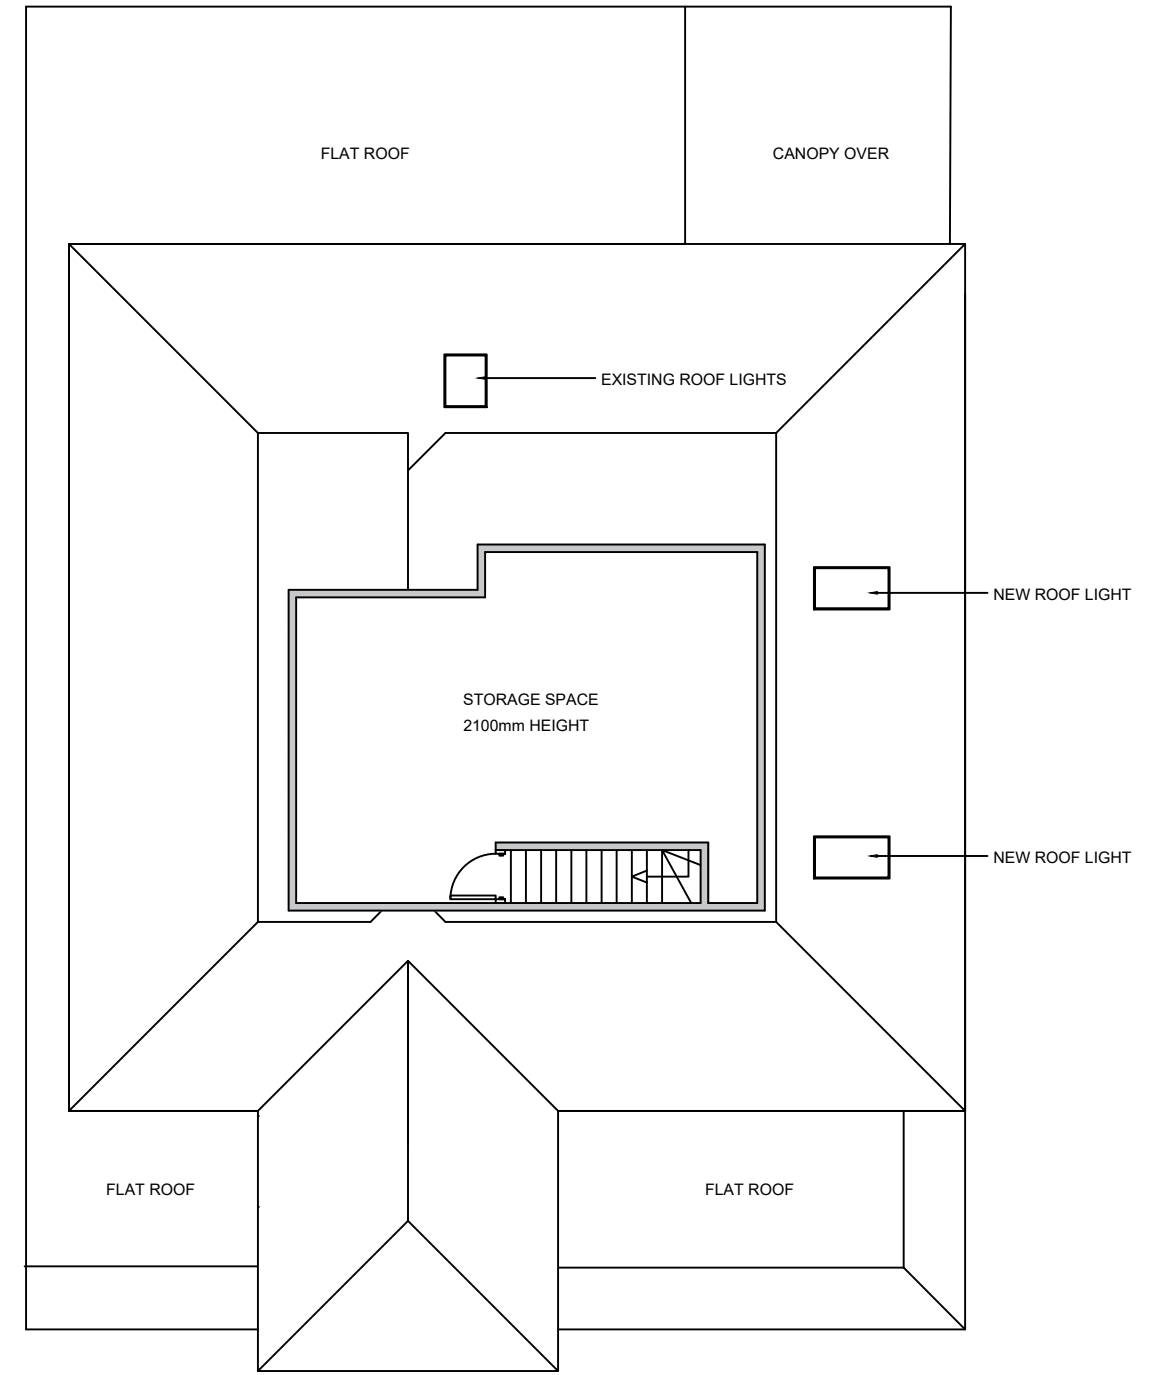 FLAT ROOF
CANOPY OVER
EXISTING ROOF LIGHTS
NEW ROOF LIGHT
STORAGE SPACE
2100mm HEIGHT
NEW ROOF LIGHT
FLAT ROOF
FLAT ROOF